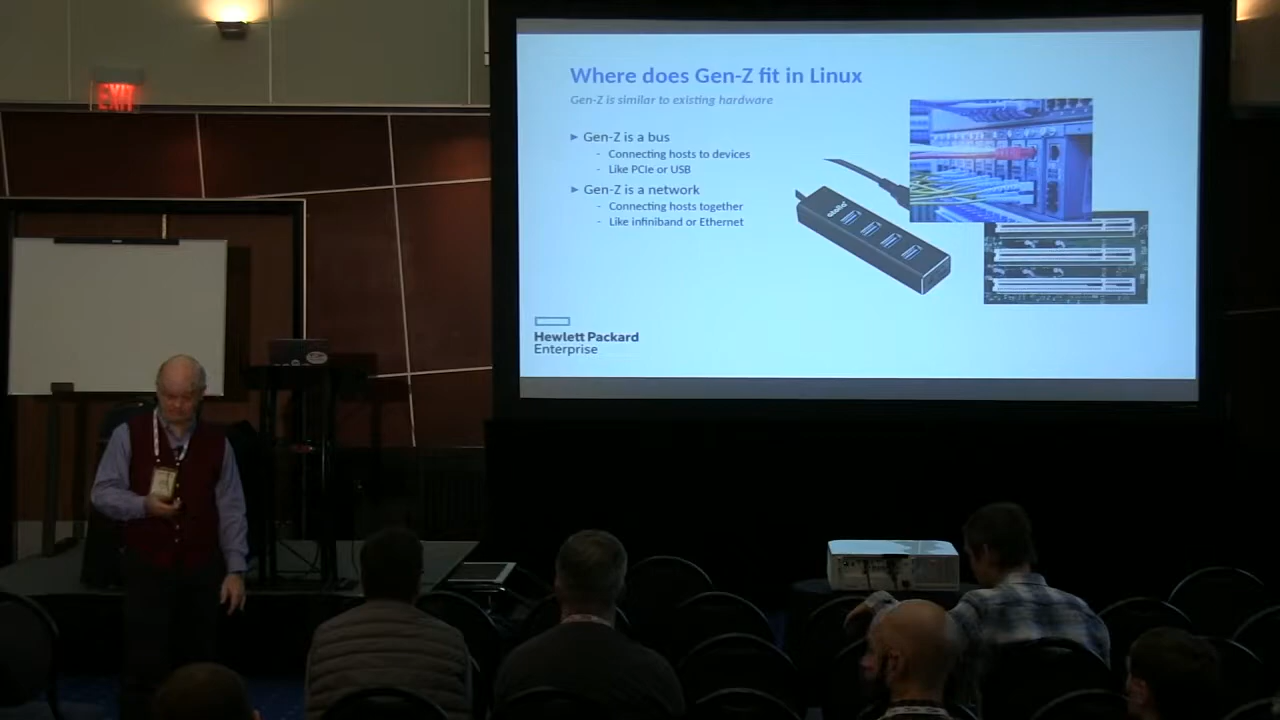 EXIT
Where does Gen-Z fit in Linux
Gen-Z is similar to existing hardware
► Gen-Z is a bus
- Connecting hosts to devices
- Like PCIe or USB
► Gen-Z is a network
- Connecting hosts together
- Like infiniband or Ethernet
Hewlett Packard
Enterprise